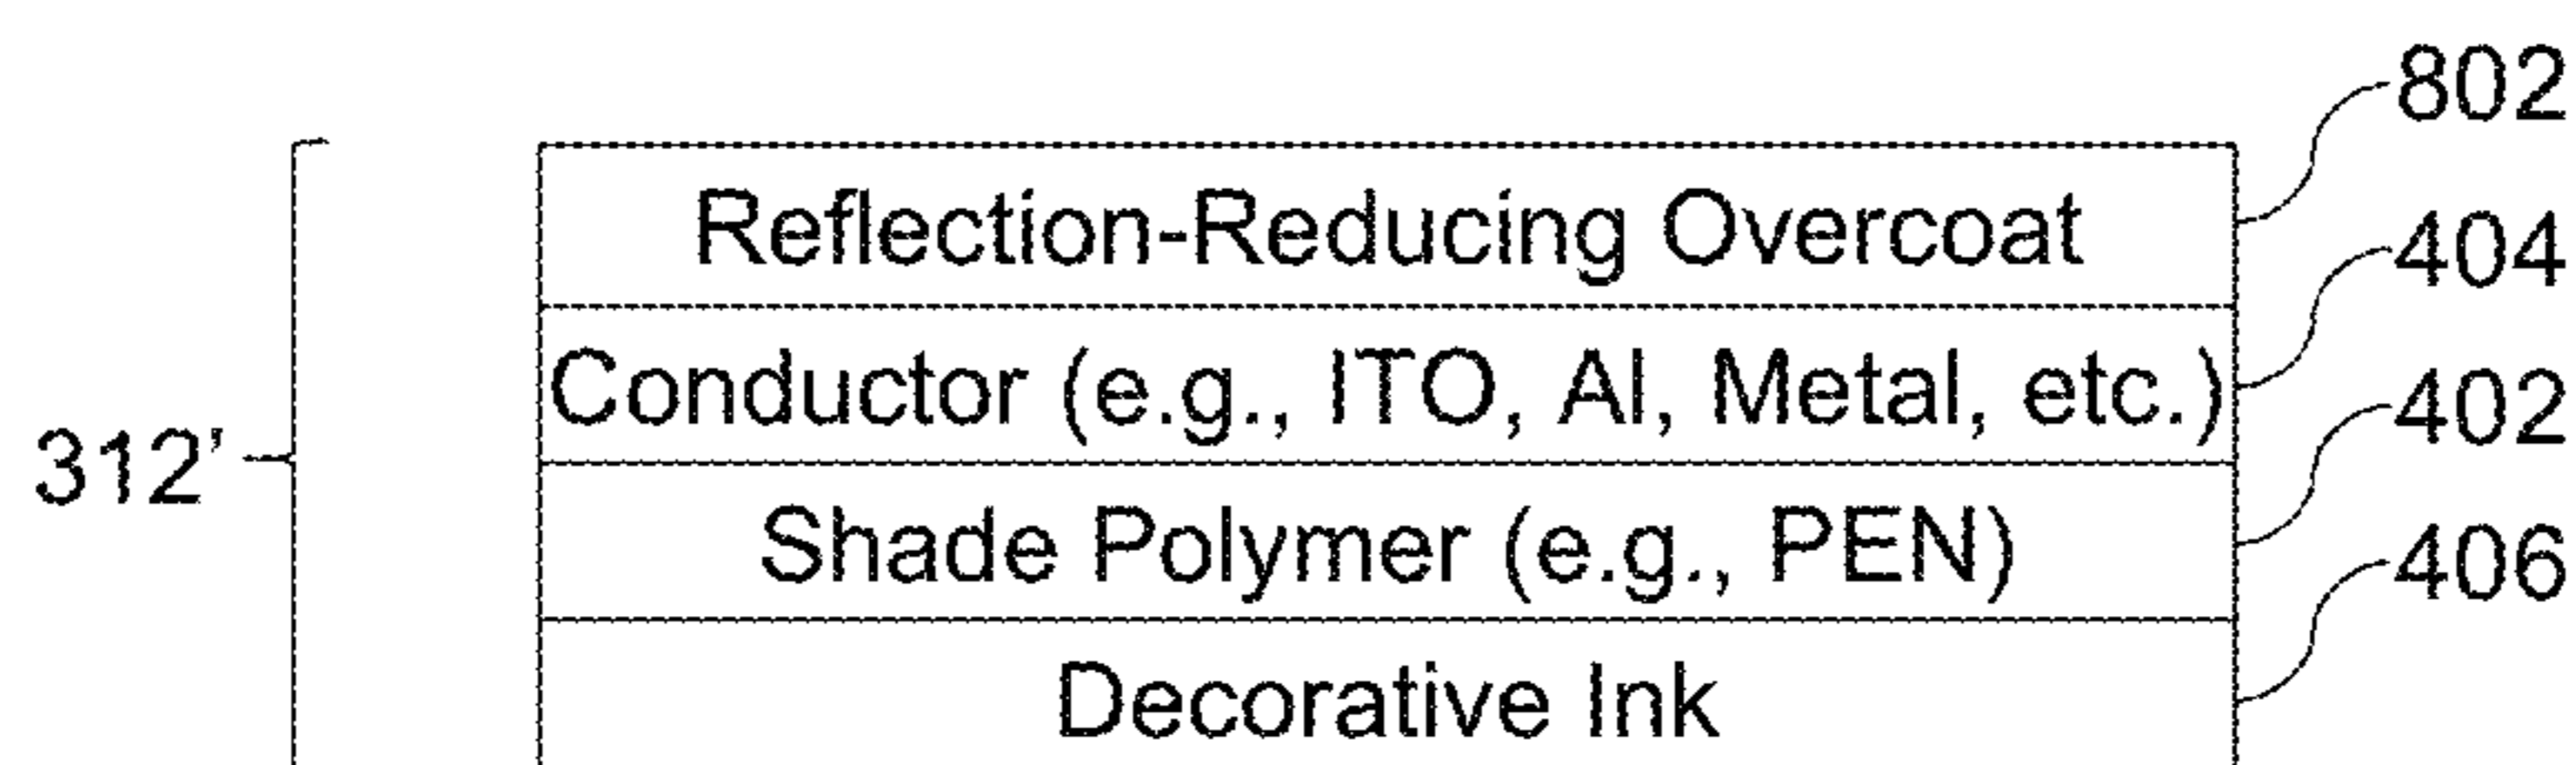 802
Reflection-Reducing Overcoat
404
Conductor (e.g., ITO, Al, Metal, etc.)
402
312'
Shade Polymer (e.g., PEN)
406
Decorative Ink